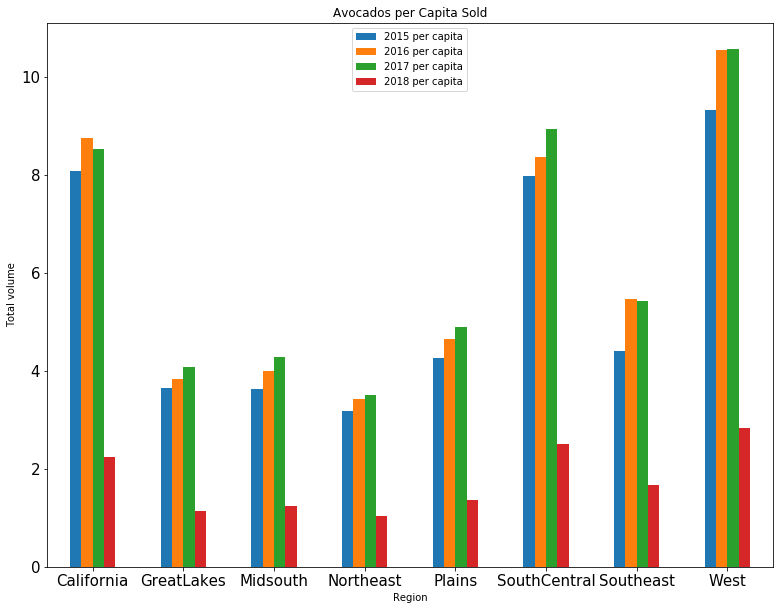 Avocados per Capita Sold
2015 per capita
2016 per capita
2017 per capita
2018 per capita
Total volume
10
8
6
4
2
0
California GreatLakes Midsouth Northeast Plains SouthCentral Southeast West
Region